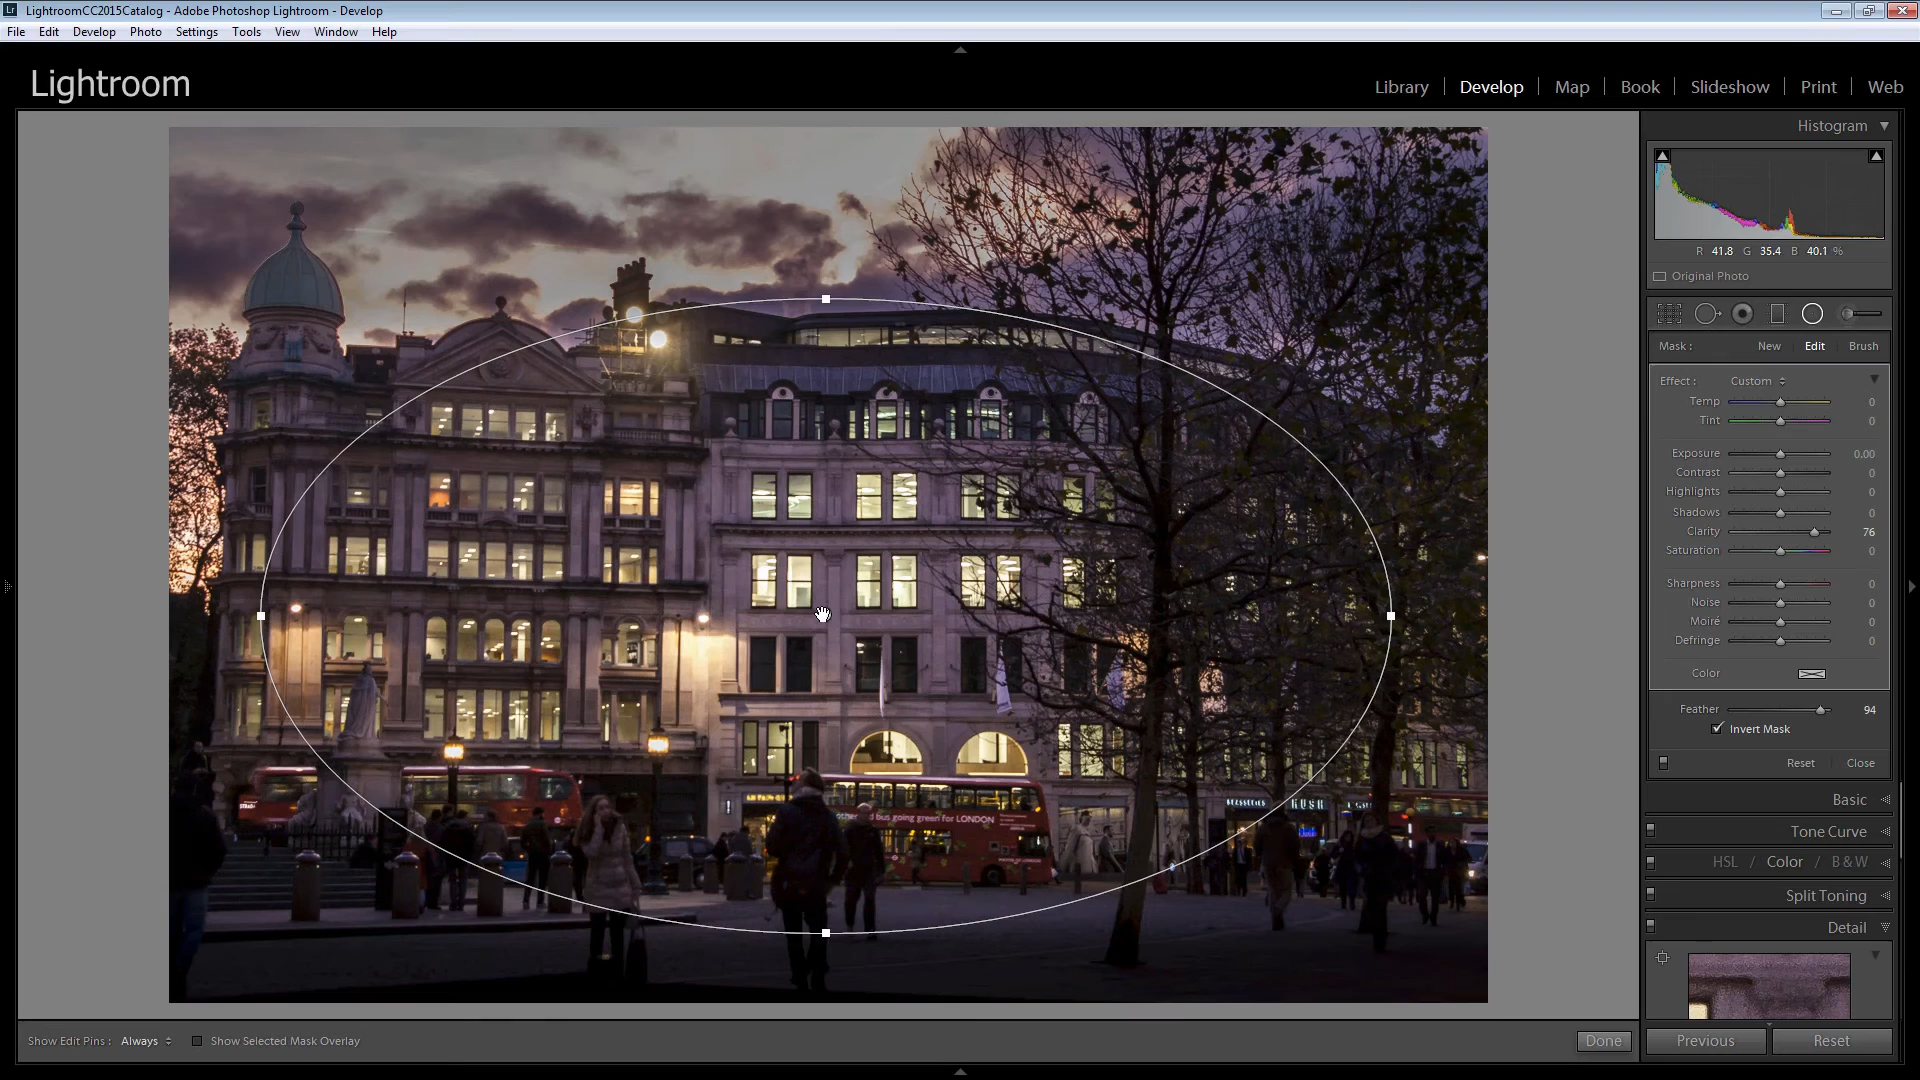 Lr LightroomCC2015Catalog - Adobe Photoshop Lightroom - Develop
File Edit Develop Photo Settings Tools View Window Help
Lightroom
Library | Develop | Map | Book | Slideshow | Print | Web
Histogram
R 41.8 G 35.4 B 40.1 %
Original Photo
Mask : New Edit Brush
Effect : Custom
Temp 0
Tint 0
Exposure 0.00
Contrast 0
Highlights 0
Shadows 0
Clarity 76
Saturation 0
Sharpness 0
Noise 0
Moiré 0
Defringe 0
Color
Feather 94
Invert Mask
Reset Close
Basic
Tone Curve
HSL / Color / B & W
Split Toning
Detail
bus going green for LONDON
Show Edit Pins : Always Show Selected Mask Overlay
Done
Previous Reset